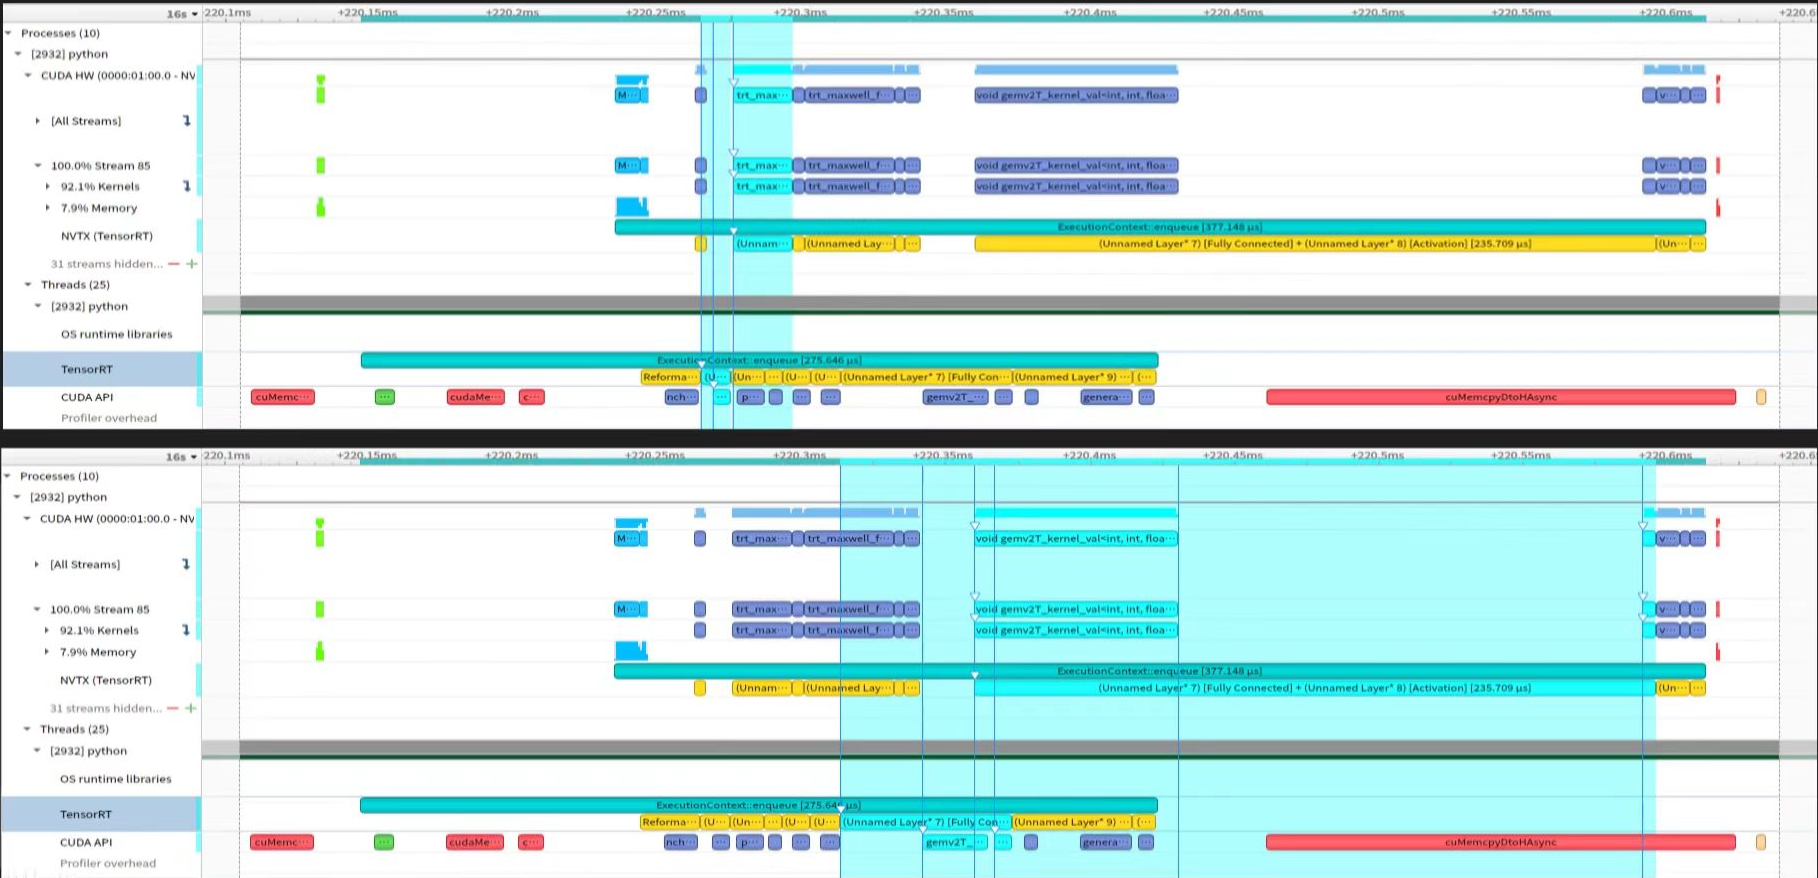 16s 220.1ms +220.15ms +220.2ms +220.25ms +220.3ms +220.35ms +220.4ms +220.45ms +220.5ms +220.55ms +220.6ms +220.6
Processes (10)
[2932] python
CUDA HW (0000:01:00.0 - NV
M··· trt_max··· trt_maxwell_f··· ··· void gemv2T_kernel_val<int, int, floa··· v··· ···
[All Streams]
100.0% Stream 85 M··· trt_max··· trt_maxwell_f··· ··· void gemv2T_kernel_val<int, int, floa··· v··· ···
92.1% Kernels trt_max··· trt_maxwell_f··· ··· void gemv2T_kernel_val<int, int, floa··· v··· ···
7.9% Memory
ExecutionContext::enqueue [377.148 µs]
NVTX (TensorRT) (Unnam··· (Unnamed Lay··· ··· (Unnamed Layer* 7) [Fully Connected] + (Unnamed Layer* 8) [Activation] [235.709 µs] (Un··· ···
31 streams hidden... — +
Threads (25)
[2932] python
OS runtime libraries
ExecutionContext::enqueue [275.646 µs]
TensorRT Reforma··· (U··· (Un··· ··· (U··· (U··· (Unnamed Layer* 7) [Fully Con··· (Unnamed Layer* 9) ··· (···
CUDA API cuMemc··· ··· cudaMe··· c··· nch··· ··· p··· ··· ··· gemv2T_··· ··· genera··· ··· cuMemcpyDtoHAsync
Profiler overhead
16s 220.1ms +220.15ms +220.2ms +220.25ms +220.3ms +220.35ms +220.4ms +220.45ms +220.5ms +220.55ms +220.6ms +220.6
Processes (10)
[2932] python
CUDA HW (0000:01:00.0 - NV
M··· trt_max··· trt_maxwell_f··· ··· void gemv2T_kernel_val<int, int, floa··· v··· ···
[All Streams]
100.0% Stream 85 M··· trt_max··· trt_maxwell_f··· ··· void gemv2T_kernel_val<int, int, floa··· v··· ···
92.1% Kernels trt_max··· trt_maxwell_f··· ··· void gemv2T_kernel_val<int, int, floa··· v··· ···
7.9% Memory
ExecutionContext::enqueue [377.148 µs]
NVTX (TensorRT) (Unnam··· (Unnamed Lay··· ··· (Unnamed Layer* 7) [Fully Connected] + (Unnamed Layer* 8) [Activation] [235.709 µs] (Un··· ···
31 streams hidden... — +
Threads (25)
[2932] python
OS runtime libraries
ExecutionContext::enqueue [275.646 µs]
TensorRT Reforma··· (U··· (Un··· ··· (U··· (U··· (Unnamed Layer* 7) [Fully Con··· (Unnamed Layer* 9) ··· (···
CUDA API cuMemc··· ··· cudaMe··· c··· nch··· ··· p··· ··· ··· gemv2T_··· ··· genera··· ··· cuMemcpyDtoHAsync
Profiler overhead